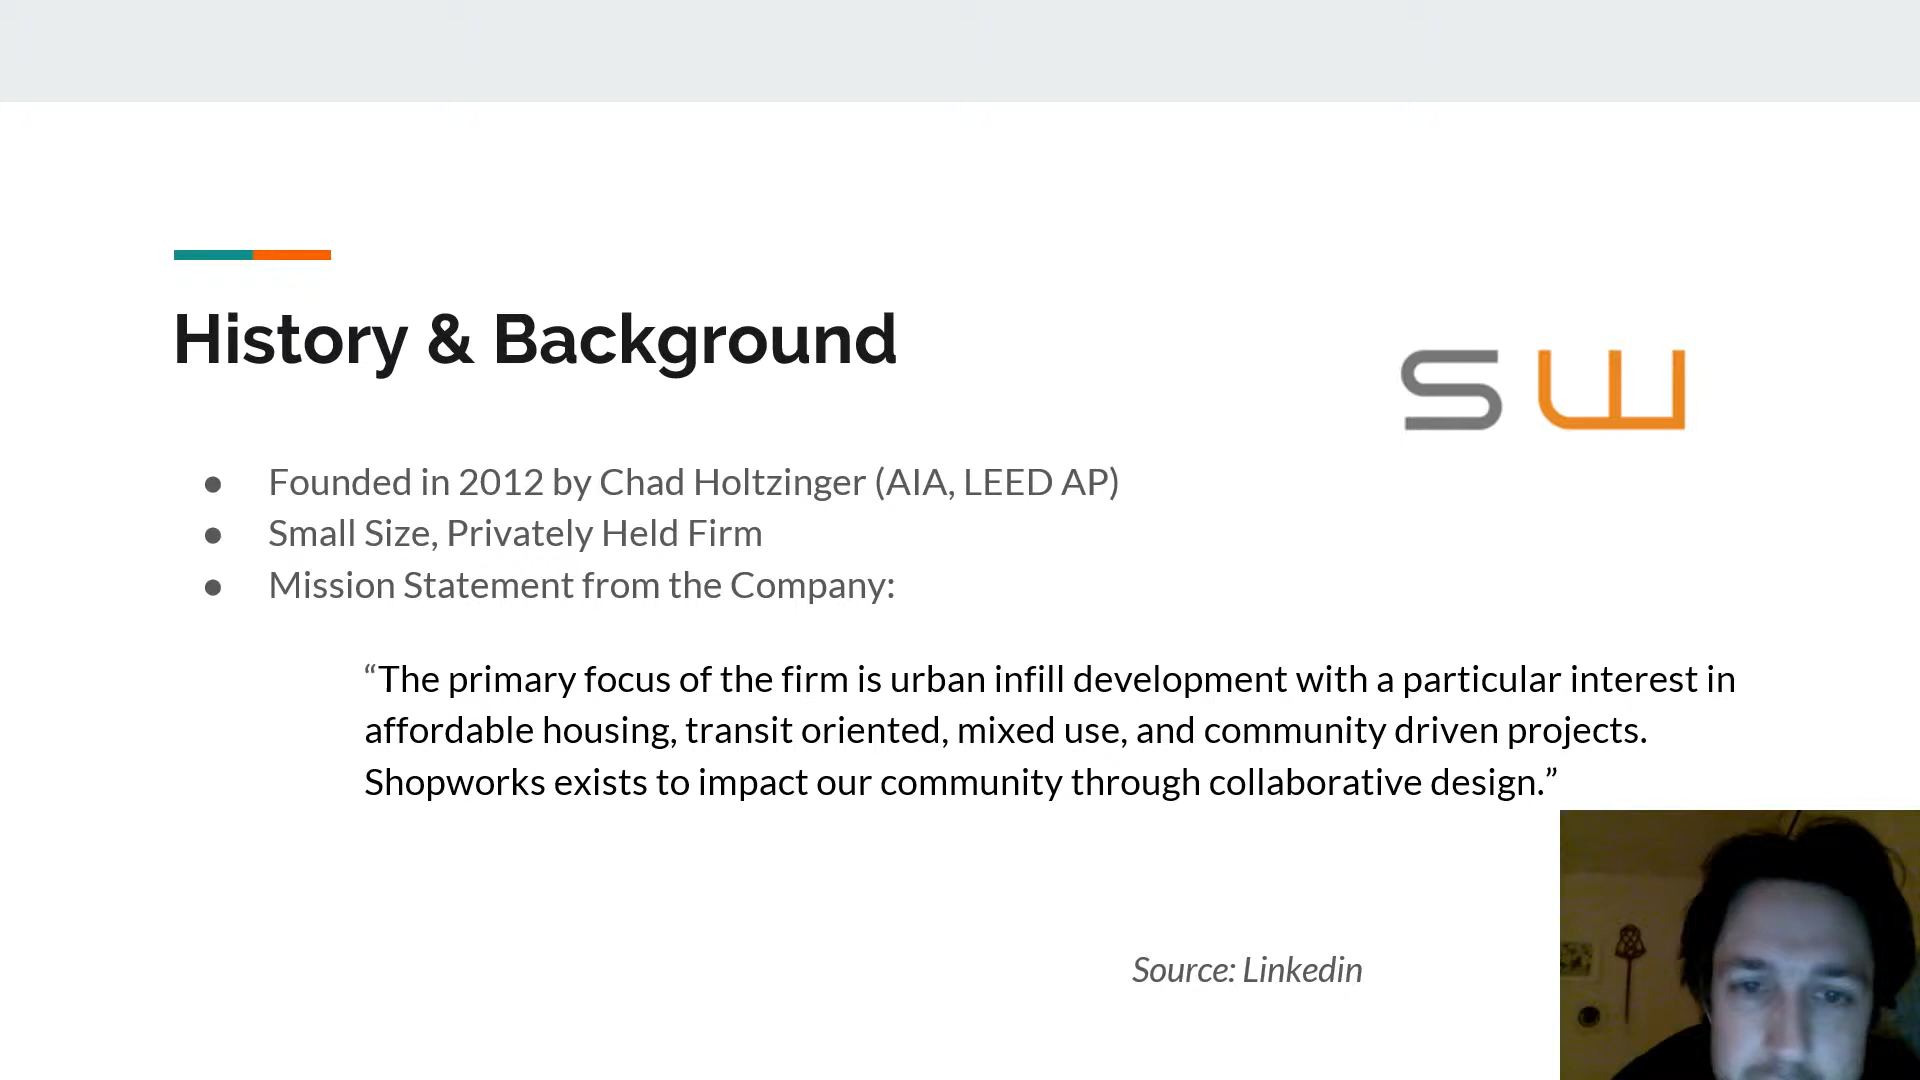 History & Background
S W
● Founded in 2012 by Chad Holtzinger (AIA, LEED AP)
● Small Size, Privately Held Firm
● Mission Statement from the Company:
“The primary focus of the firm is urban infill development with a particular interest in
affordable housing, transit oriented, mixed use, and community driven projects.
Shopworks exists to impact our community through collaborative design.”
Source: Linkedin